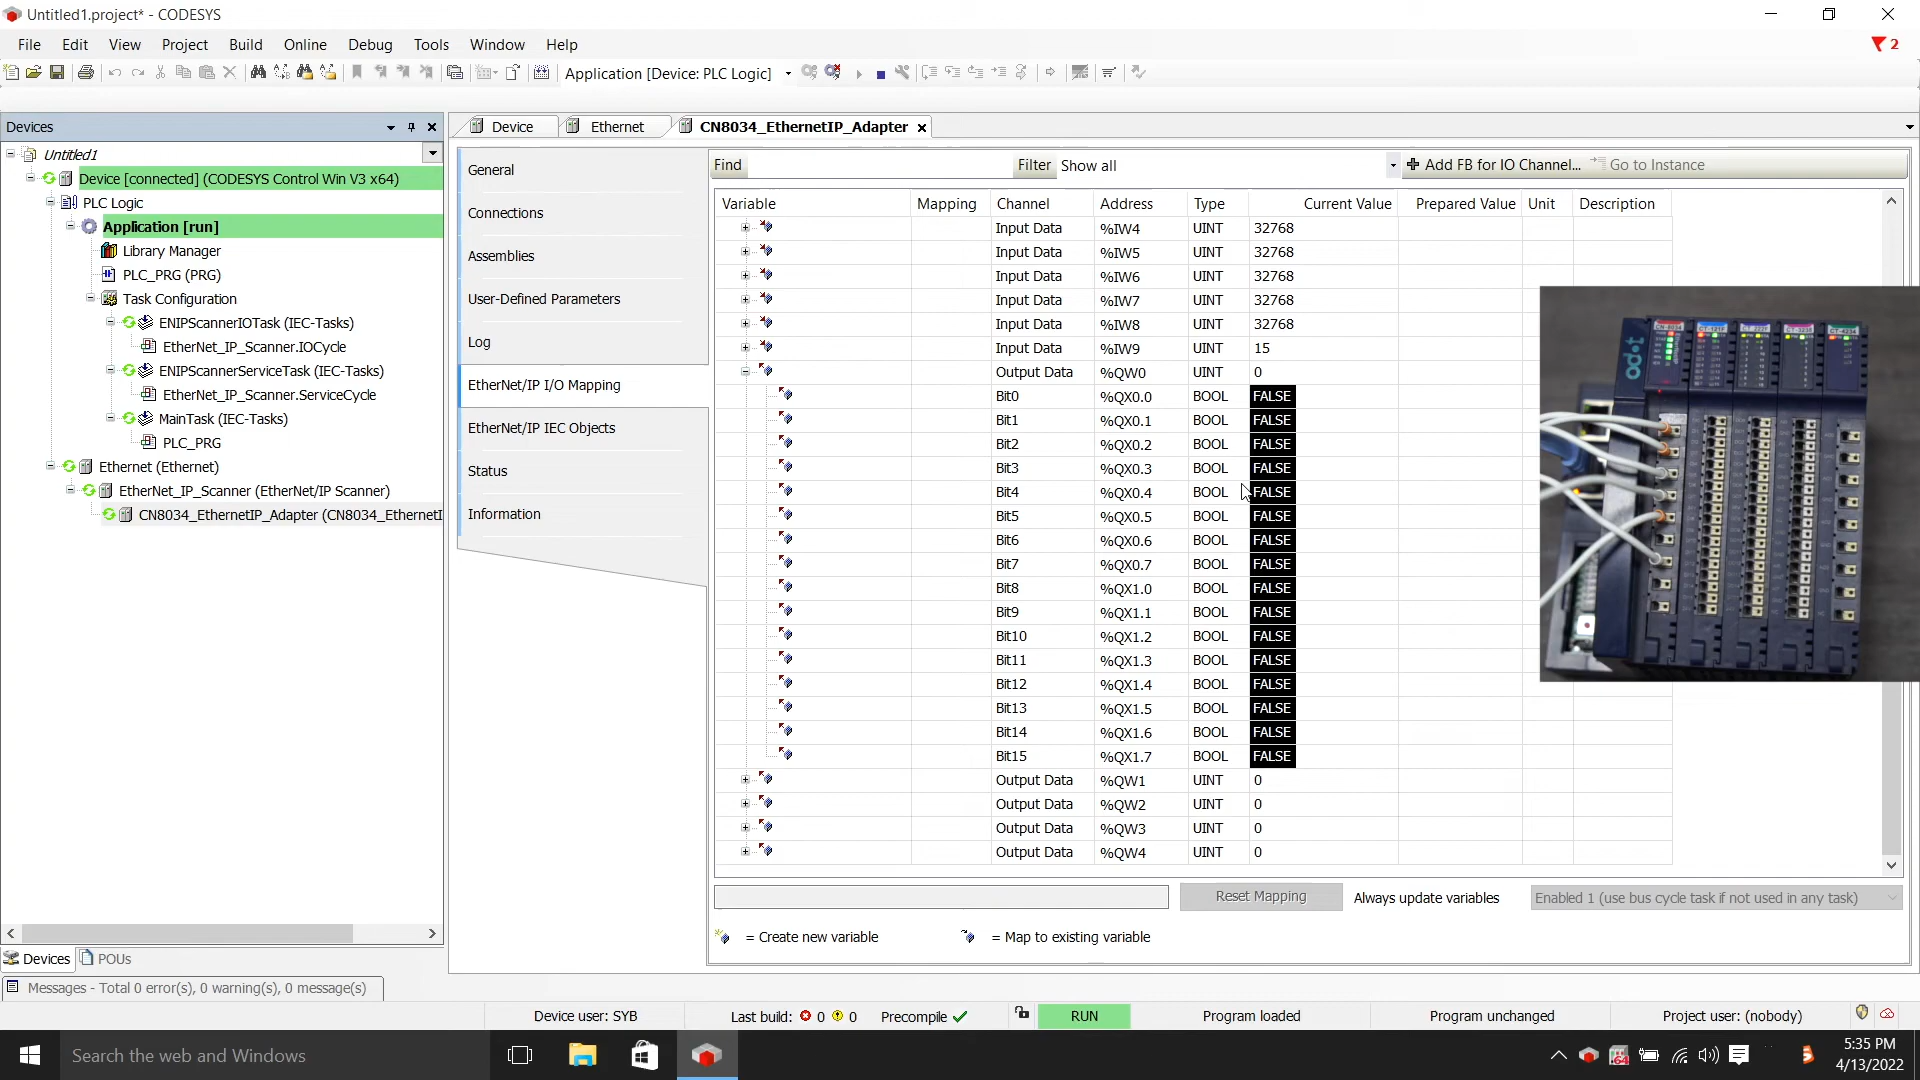 Untitled1.project* - CODESYS
File Edit View Project Build Online Debug Tools Window Help
2
Application [Device: PLC Logic]
Devices
Device Ethernet CN8034_EthernetIP_Adapter
Untitled1
Device [connected] (CODESYS Control Win V3 x64)
PLC Logic
Application [run]
Library Manager
PLC_PRG (PRG)
Task Configuration
ENIPScannerIOTask (IEC-Tasks)
EtherNet_IP_Scanner.IOCycle
ENIPScannerServiceTask (IEC-Tasks)
EtherNet_IP_Scanner.ServiceCycle
MainTask (IEC-Tasks)
PLC_PRG
Ethernet (Ethernet)
EtherNet_IP_Scanner (EtherNet/IP Scanner)
CN8034_EthernetIP_Adapter (CN8034_EthernetI
General
Connections
Assemblies
User-Defined Parameters
Log
EtherNet/IP I/O Mapping
EtherNet/IP IEC Objects
Status
Information
Find Filter Show all Add FB for IO Channel... Go to Instance
Variable Mapping Channel Address Type Current Value Prepared Value Unit Description
Input Data %IW4 UINT 32768
Input Data %IW5 UINT 32768
Input Data %IW6 UINT 32768
Input Data %IW7 UINT 32768
Input Data %IW8 UINT 32768
Input Data %IW9 UINT 15
Output Data %QW0 UINT 0
Bit0 %QX0.0 BOOL FALSE
Bit1 %QX0.1 BOOL FALSE
Bit2 %QX0.2 BOOL FALSE
Bit3 %QX0.3 BOOL FALSE
Bit4 %QX0.4 BOOL FALSE
Bit5 %QX0.5 BOOL FALSE
Bit6 %QX0.6 BOOL FALSE
Bit7 %QX0.7 BOOL FALSE
Bit8 %QX1.0 BOOL FALSE
Bit9 %QX1.1 BOOL FALSE
Bit10 %QX1.2 BOOL FALSE
Bit11 %QX1.3 BOOL FALSE
Bit12 %QX1.4 BOOL FALSE
Bit13 %QX1.5 BOOL FALSE
Bit14 %QX1.6 BOOL FALSE
Bit15 %QX1.7 BOOL FALSE
Output Data %QW1 UINT 0
Output Data %QW2 UINT 0
Output Data %QW3 UINT 0
Output Data %QW4 UINT 0
Reset Mapping Always update variables Enabled 1 (use bus cycle task if not used in any task)
= Create new variable = Map to existing variable
Devices POUs
Messages - Total 0 error(s), 0 warning(s), 0 message(s)
Device user: SYB Last build: 0 0 Precompile RUN Program loaded Program unchanged Project user: (nobody)
Search the web and Windows
5:35 PM
4/13/2022